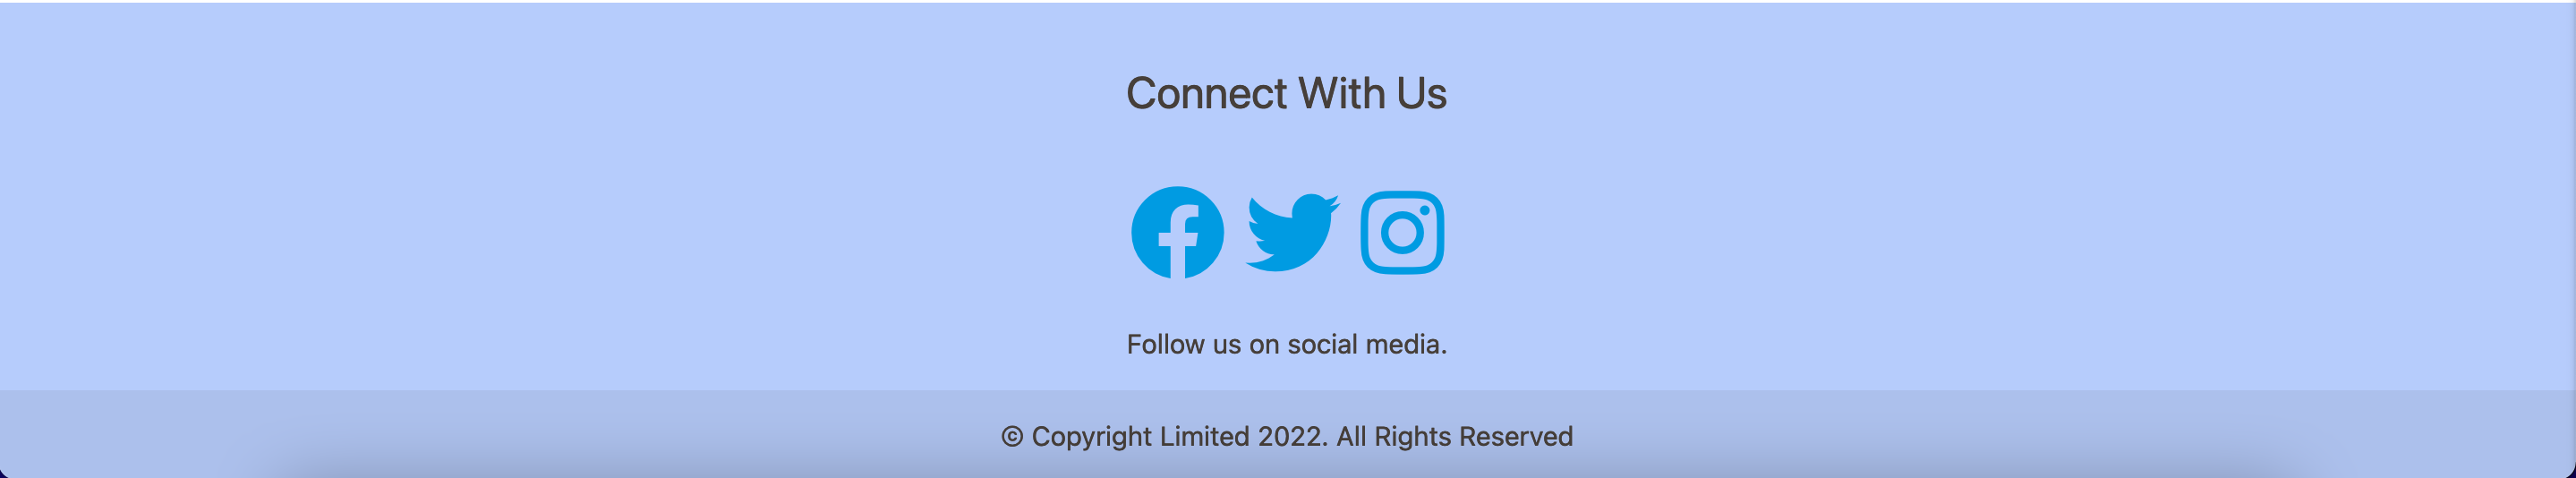 Connect With Us
Follow us on social media.
© Copyright Limited 2022. All Rights Reserved